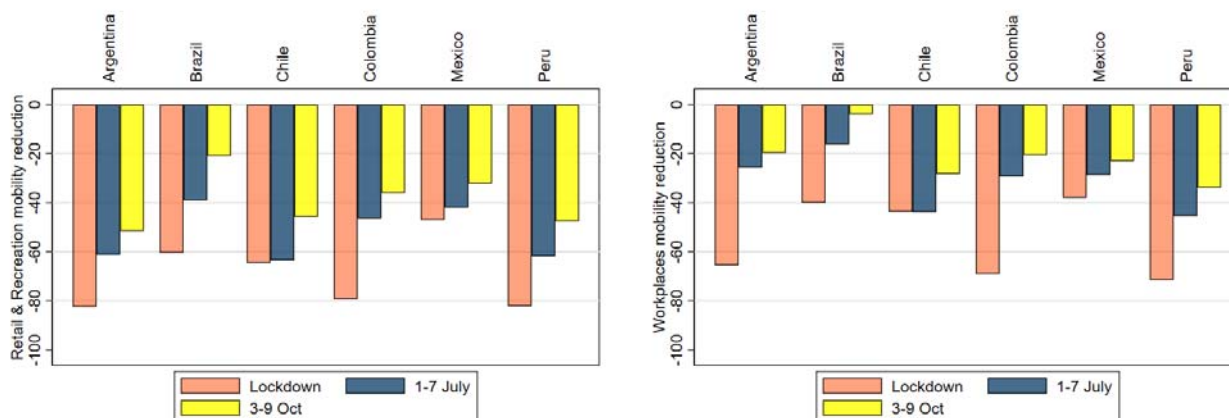 Argentina
Brazil
Chile
Colombia
Mexico
Peru
Retail & Recreation mobility reduction
0
-20
-40
-60
-80
-100
Lockdown
1-7 July
3-9 Oct
Argentina
Brazil
Chile
Colombia
Mexico
Peru
Workplaces mobility reduction
0
-20
-40
-60
-80
-100
Lockdown
1-7 July
3-9 Oct